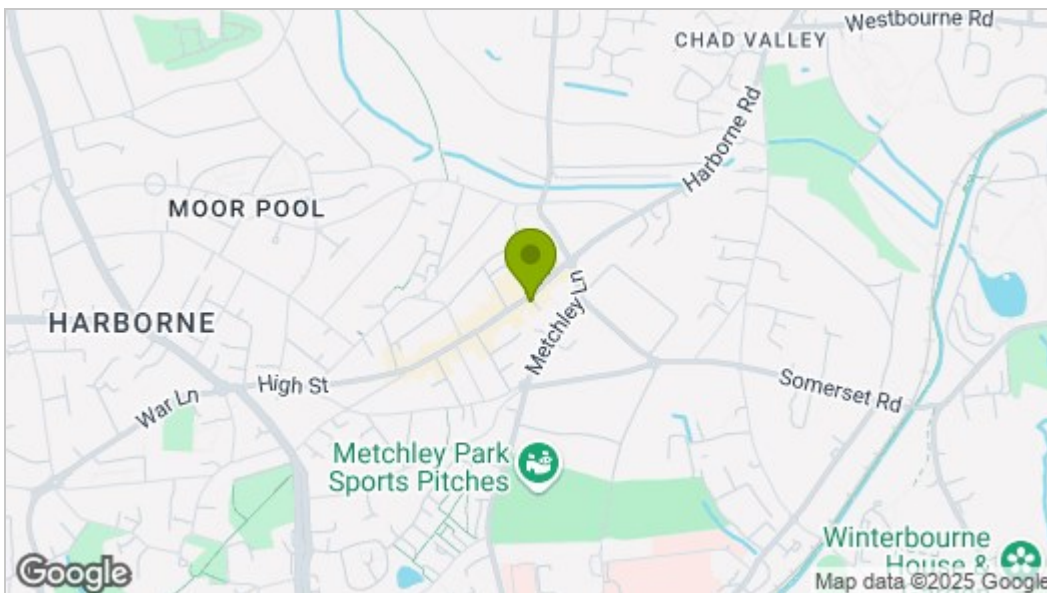 Westbourne Rd
CHAD VALLEY
Harborne Rd
MOOR POOL
HARBORNE
Metchley Ln
High St
War Ln
Somerset Rd
Metchley Park
Sports Pitches
Winterbourne
House &
Google
Map data ©2025 Google